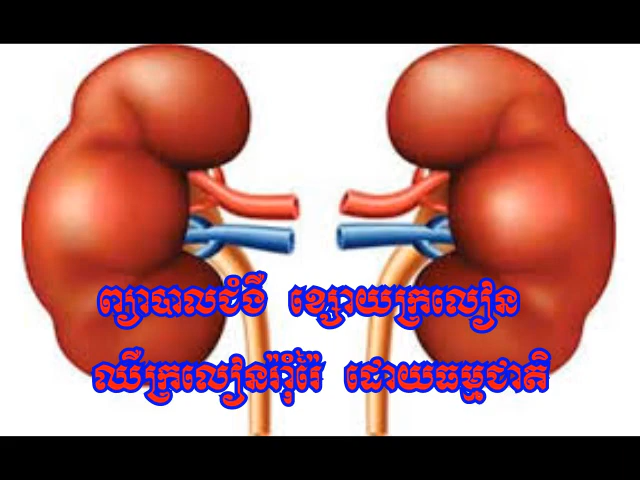 ព្យាបាលជំងឺ ខ្សោយក្រលៀន
ឈឺក្រលៀនរ៉ុំរ៉ៃ ដោយធម្មជាតិ